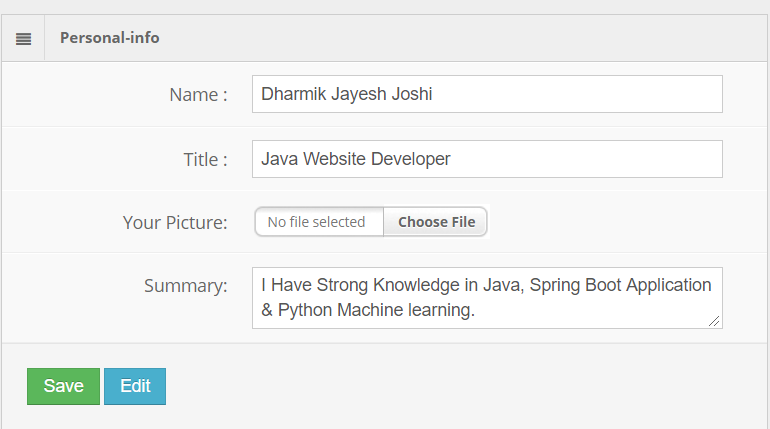 Personal-info
Name :
Dharmik Jayesh Joshi
Title :
Java Website Developer
Your Picture:
No file selected
Choose File
Summary:
I Have Strong Knowledge in Java, Spring Boot Application
& Python Machine learning.
Save
Edit